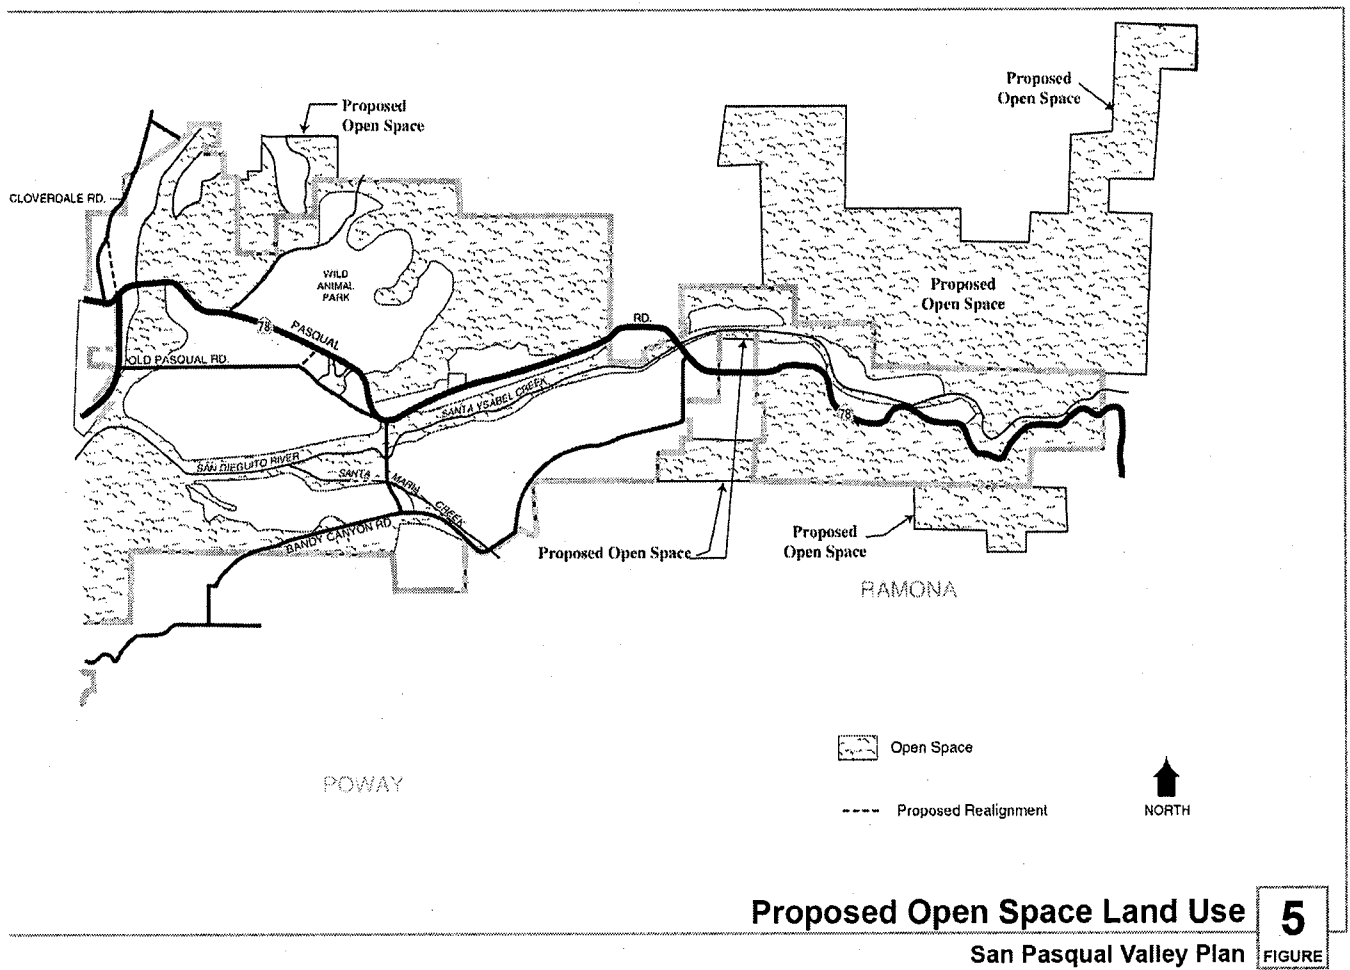 Proposed
Open Space
Proposed
Open Space
CLOVERDALE RD.
WILD
ANIMAL
PARK
Proposed
Open Space
78
PASQUAL
RD.
OLD PASQUAL RD.
SANTA YSABEL CREEK
78
SAN DIEGUITO RIVER
SANTA MARIA CREEK
BANDY CANYON RD.
Proposed Open Space
Proposed
Open Space
RAMONA
Open Space
POWAY
Proposed Realignment
NORTH
Proposed Open Space Land Use
5
San Pasqual Valley Plan
FIGURE